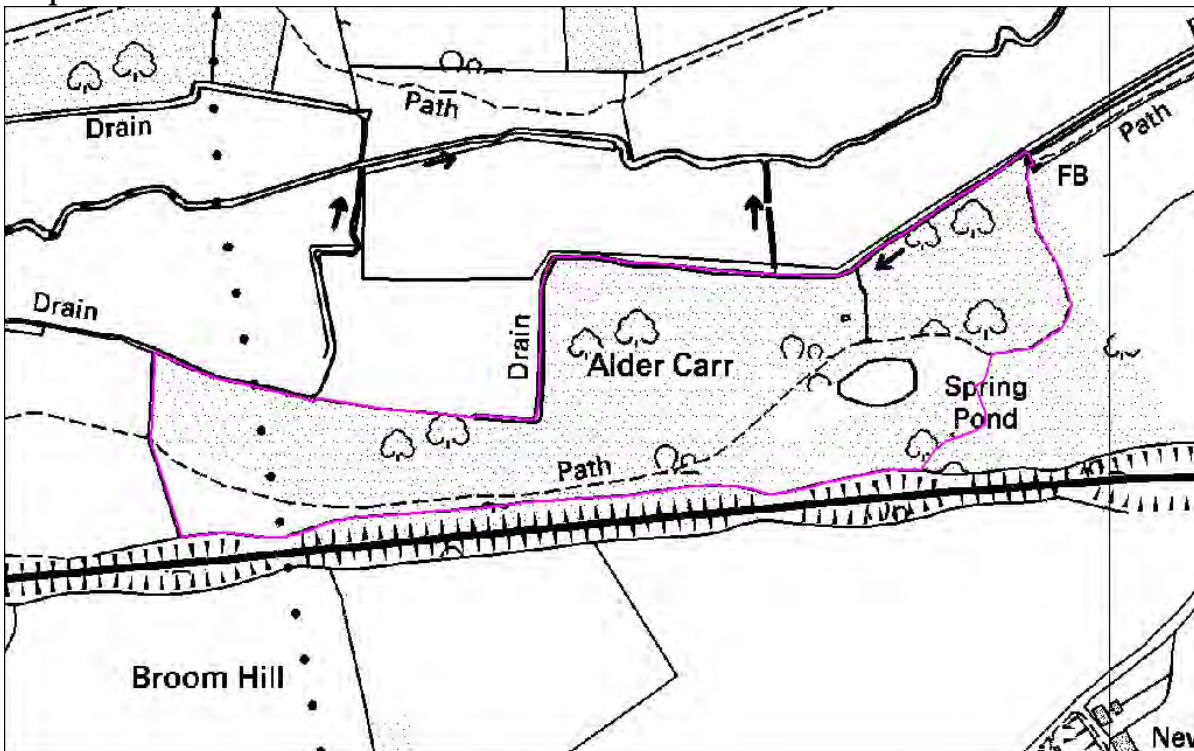 Path
Drain
Path
FB
Drain
Drain
Alder Carr
Spring
Pond
Path
Broom Hill